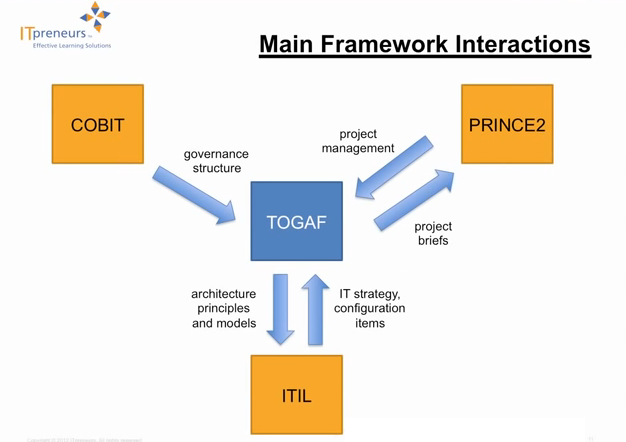 ITpreneurs
Effective Learning Solutions
Main Framework Interactions
COBIT
PRINCE2
project
management
governance
structure
TOGAF
project
briefs
architecture
principles
and models
IT strategy,
configuration
items
ITIL